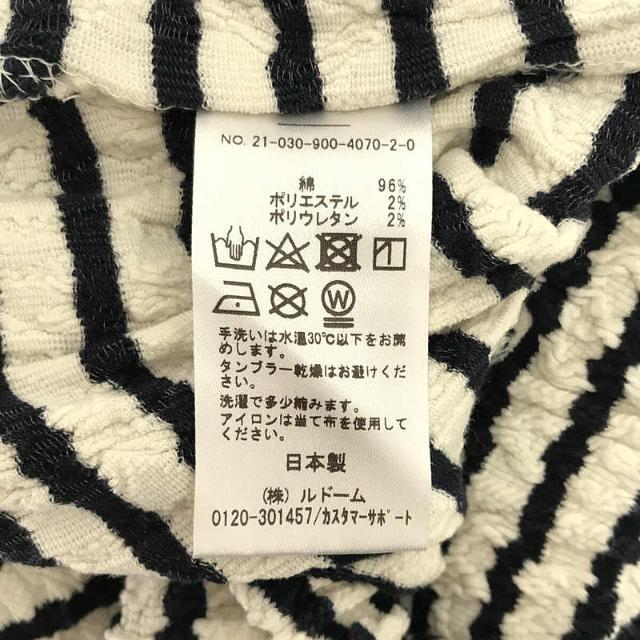 NO. 21-030-900-4070-2-0
綿 96%
ポリエステル 2%
ポリウレタン 2%
W
手洗いは水温30℃以下をお薦
めします。
タンブラー乾燥はお避けくだ
さい。
洗濯で多少縮みます。
アイロンは当て布を使用して
ください。
日本製
(株) ルドーム
0120-301457/カスタマーサポート